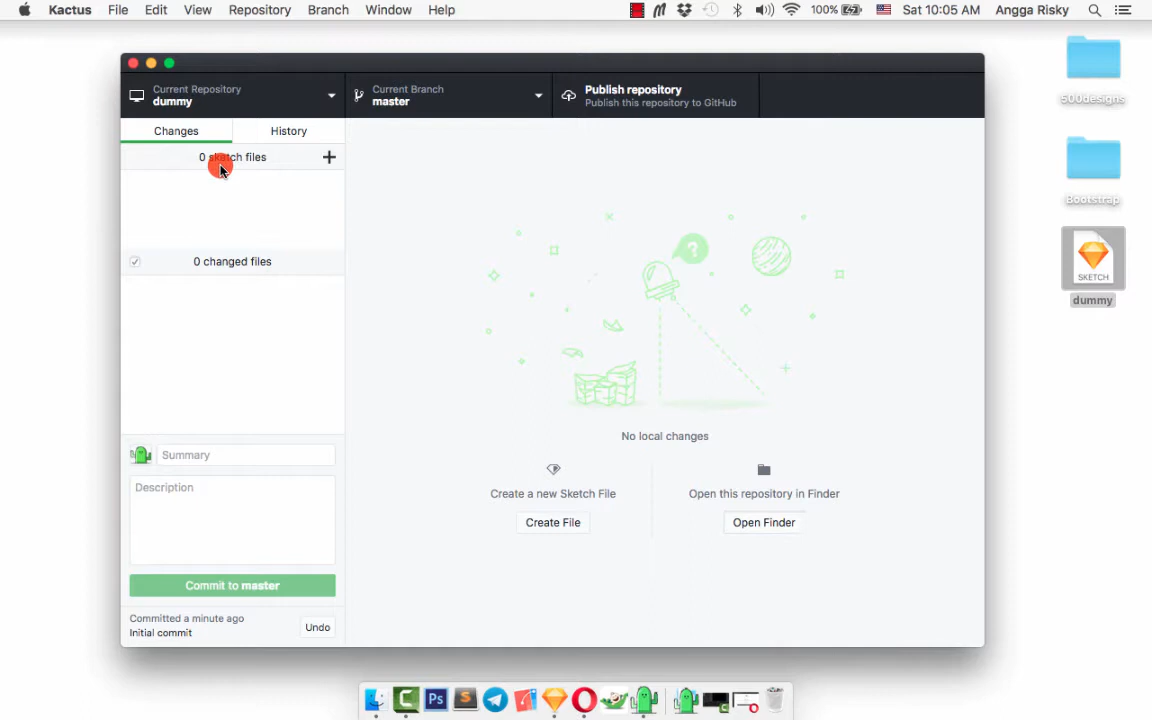 Kactus File Edit View Repository Branch Window Help 100% Sat 10:05 AM Angga Risky
Current Repository
dummy
Current Branch
master
Publish repository
Publish this repository to GitHub
Changes History
0 sketch files
0 changed files
?
No local changes
Create a new Sketch File
Create File
Open this repository in Finder
Open Finder
Summary
Description
Commit to master
Committed a minute ago
Initial commit
Undo
500designs
Bootstrap
SKETCH
dummy
Ps